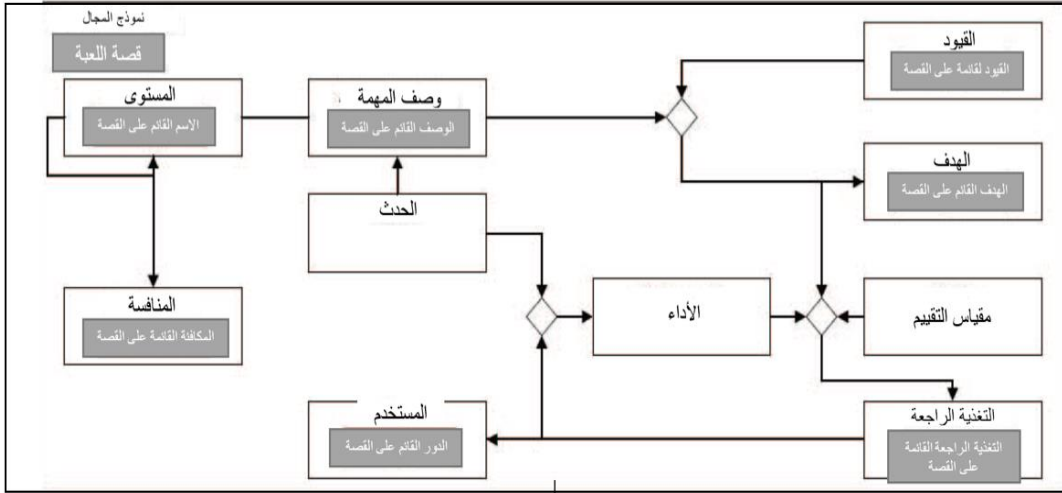 نموذج المجال
قصة اللعبة
المستوى
الاسم القائم على القصة
وصف المهمة
الوصف القائم على القصة
القيود
القيود لقائمة على القصة
الهدف
الهدف القائم على القصة
الحدث
المنافسة
المكافئة القائمة على القصة
الأداء
مقياس التقييم
المستخدم
الدور القائم على القصة
التغذية الراجعة
التغذية الراجعة القائمة
على القصة